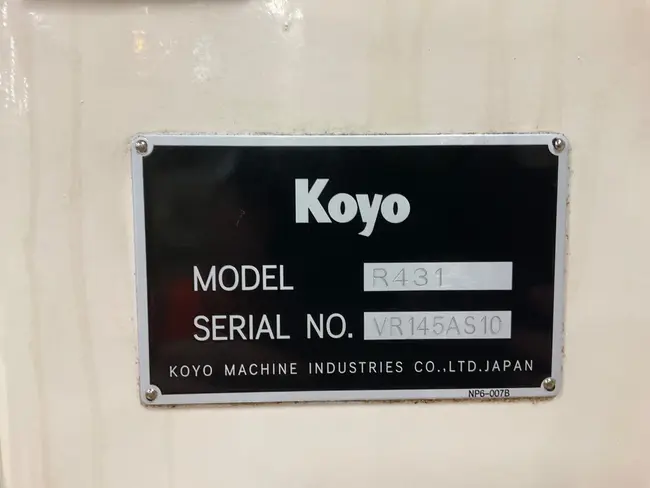 Koyo
MODEL R431
SERIAL NO. VR145AS10
KOYO MACHINE INDUSTRIES CO.,LTD.JAPAN
NP6-007B